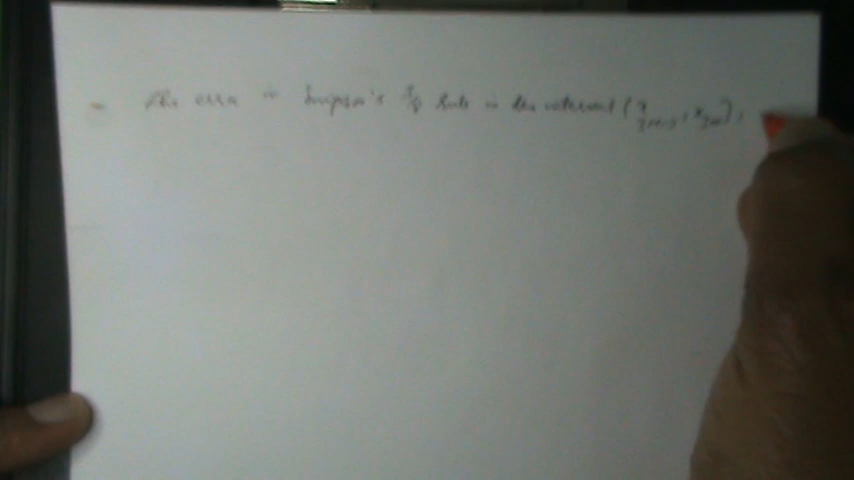 The error in Simpson's 3/8 Rule in the interval (x